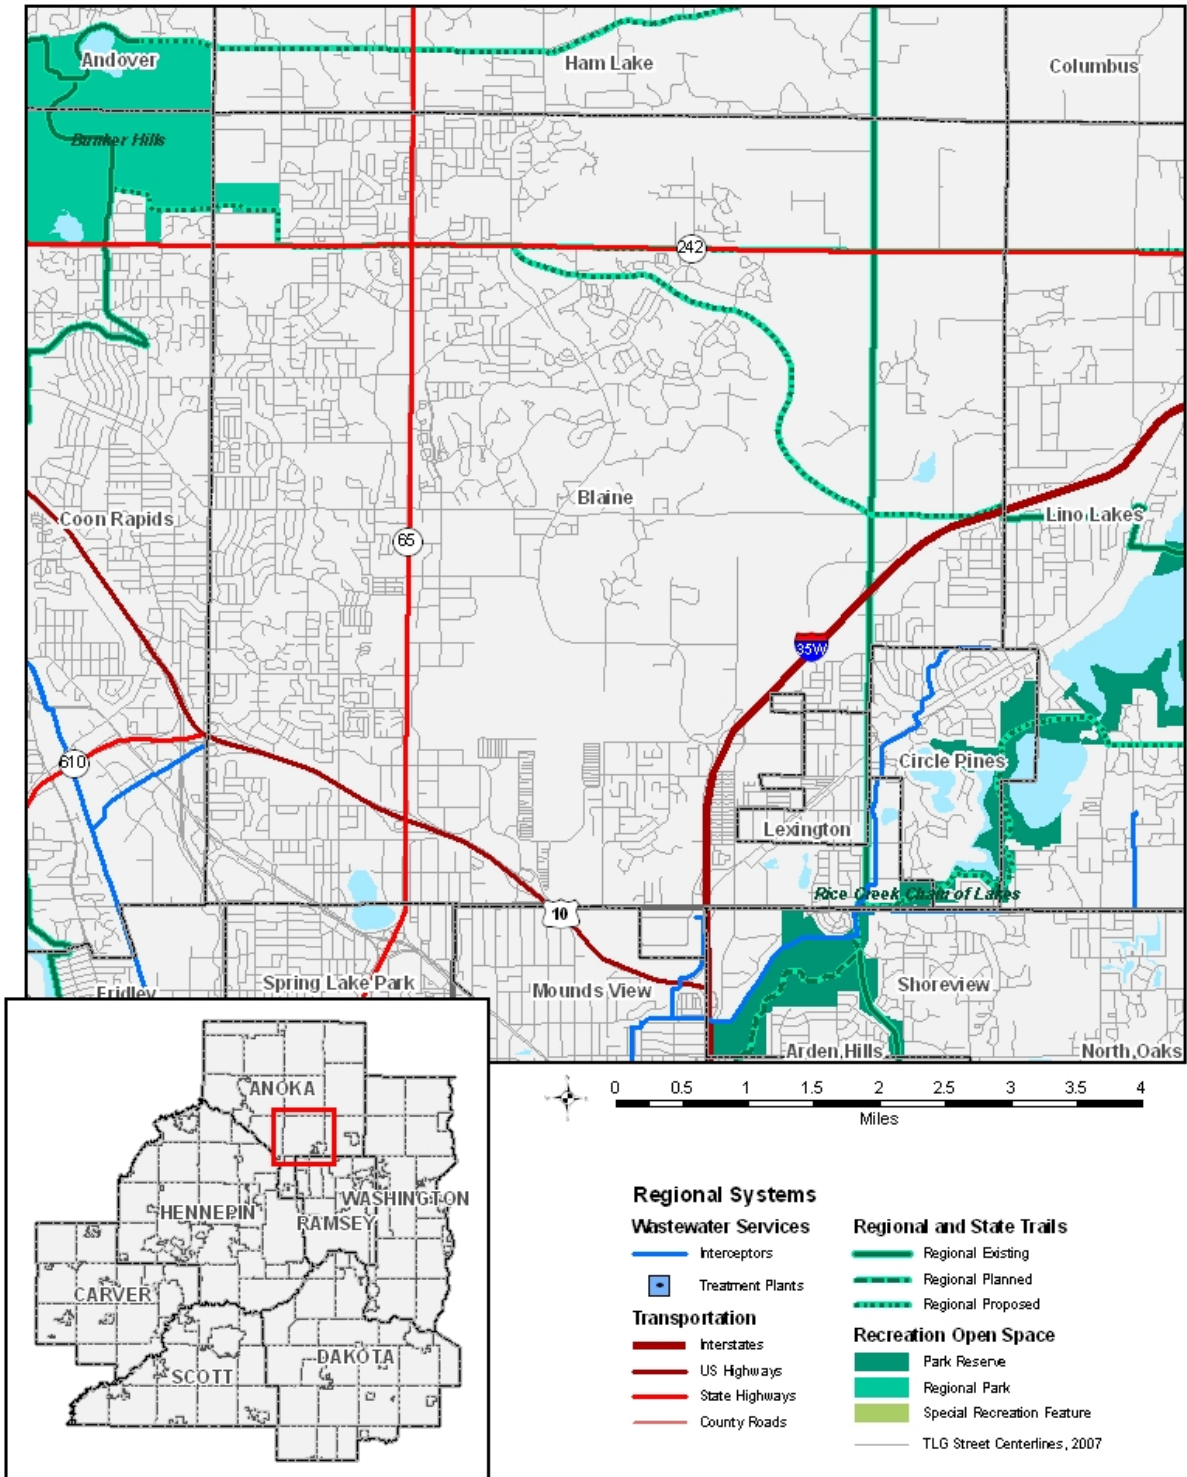 Andover
Ham Lake
Columbus
Bunker Hills
242
Blaine
Coon Rapids
Lino Lakes
65
35W
610
Circle Pines
Lexington
Rice Creek Chain of Lakes
10
Spring Lake Park
Mounds View
Shoreview
Fridley
Arden Hills
North Oaks
ANOKA
WASHINGTON
HENNEPIN
RAMSEY
CARVER
DAKOTA
SCOTT
0 0.5 1 1.5 2 2.5 3 3.5 4
Miles
Regional Systems
Wastewater Services
Interceptors
Treatment Plants
Transportation
Interstates
US Highways
State Highways
County Roads
Regional and State Trails
Regional Existing
Regional Planned
Regional Proposed
Recreation Open Space
Park Reserve
Regional Park
Special Recreation Feature
TLG Street Centerlines, 2007